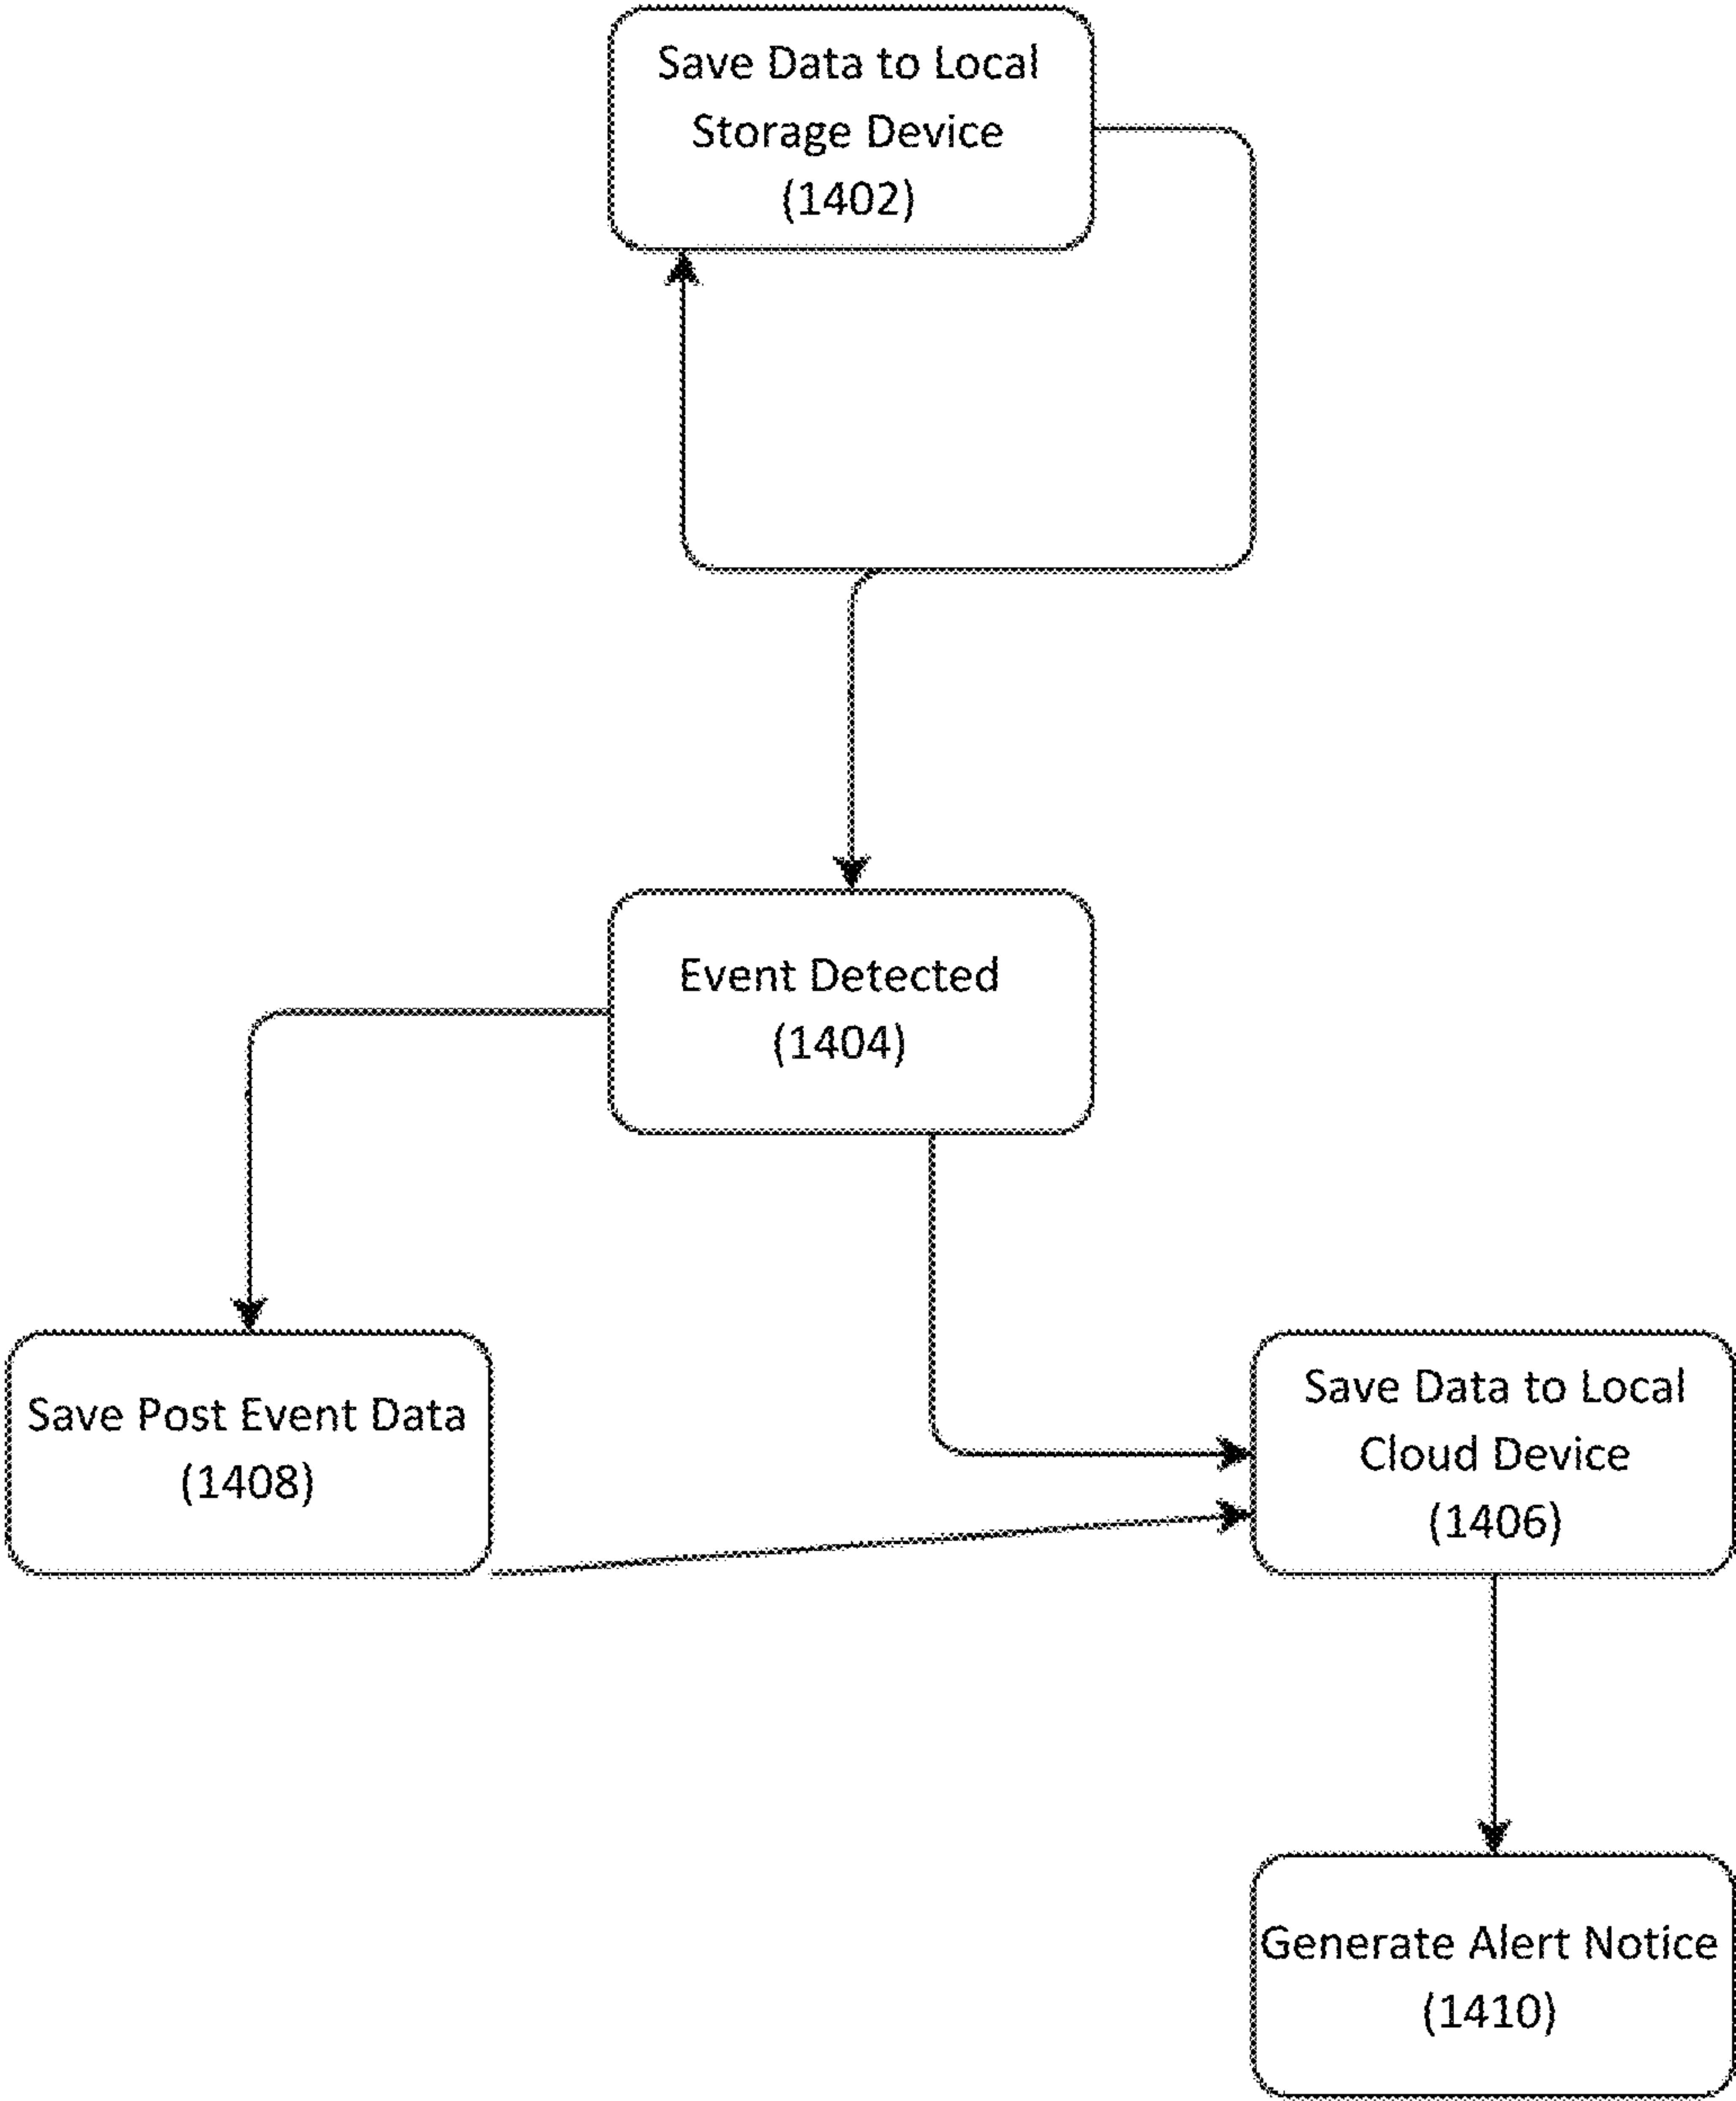 Save Data to Local
Storage Device
(1402)
Event Detected
(1404)
Save Post Event Data
(1408)
Save Data to Local
Cloud Device
(1406)
Generate Alert Notice
(1410)